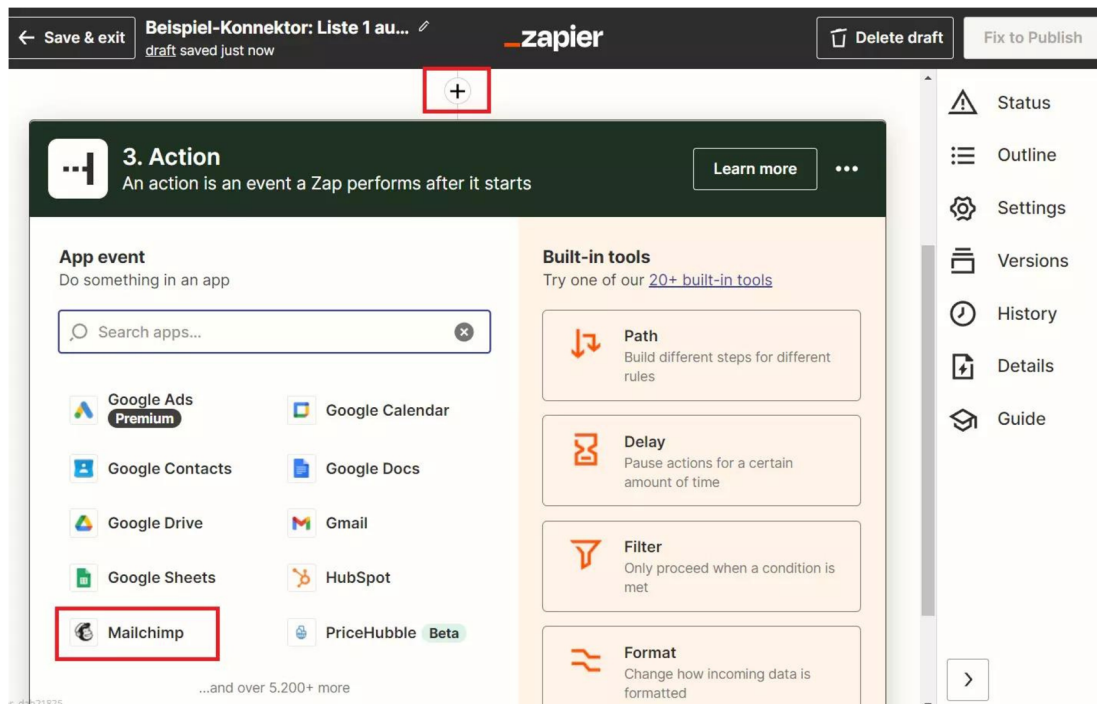 Save & exit
Beispiel-Konnektor: Liste 1 au...
draft saved just now
_zapier
Delete draft
Fix to Publish
3. Action
An action is an event a Zap performs after it starts
Learn more
App event
Do something in an app
Search apps...
Google Ads
Premium
Google Calendar
Google Contacts
Google Docs
Google Drive
Gmail
Google Sheets
HubSpot
Mailchimp
PriceHubble Beta
...and over 5.200+ more
Built-in tools
Try one of our 20+ built-in tools
Path
Build different steps for different
rules
Delay
Pause actions for a certain
amount of time
Filter
Only proceed when a condition is
met
Format
Change how incoming data is
formatted
Status
Outline
Settings
Versions
History
Details
Guide